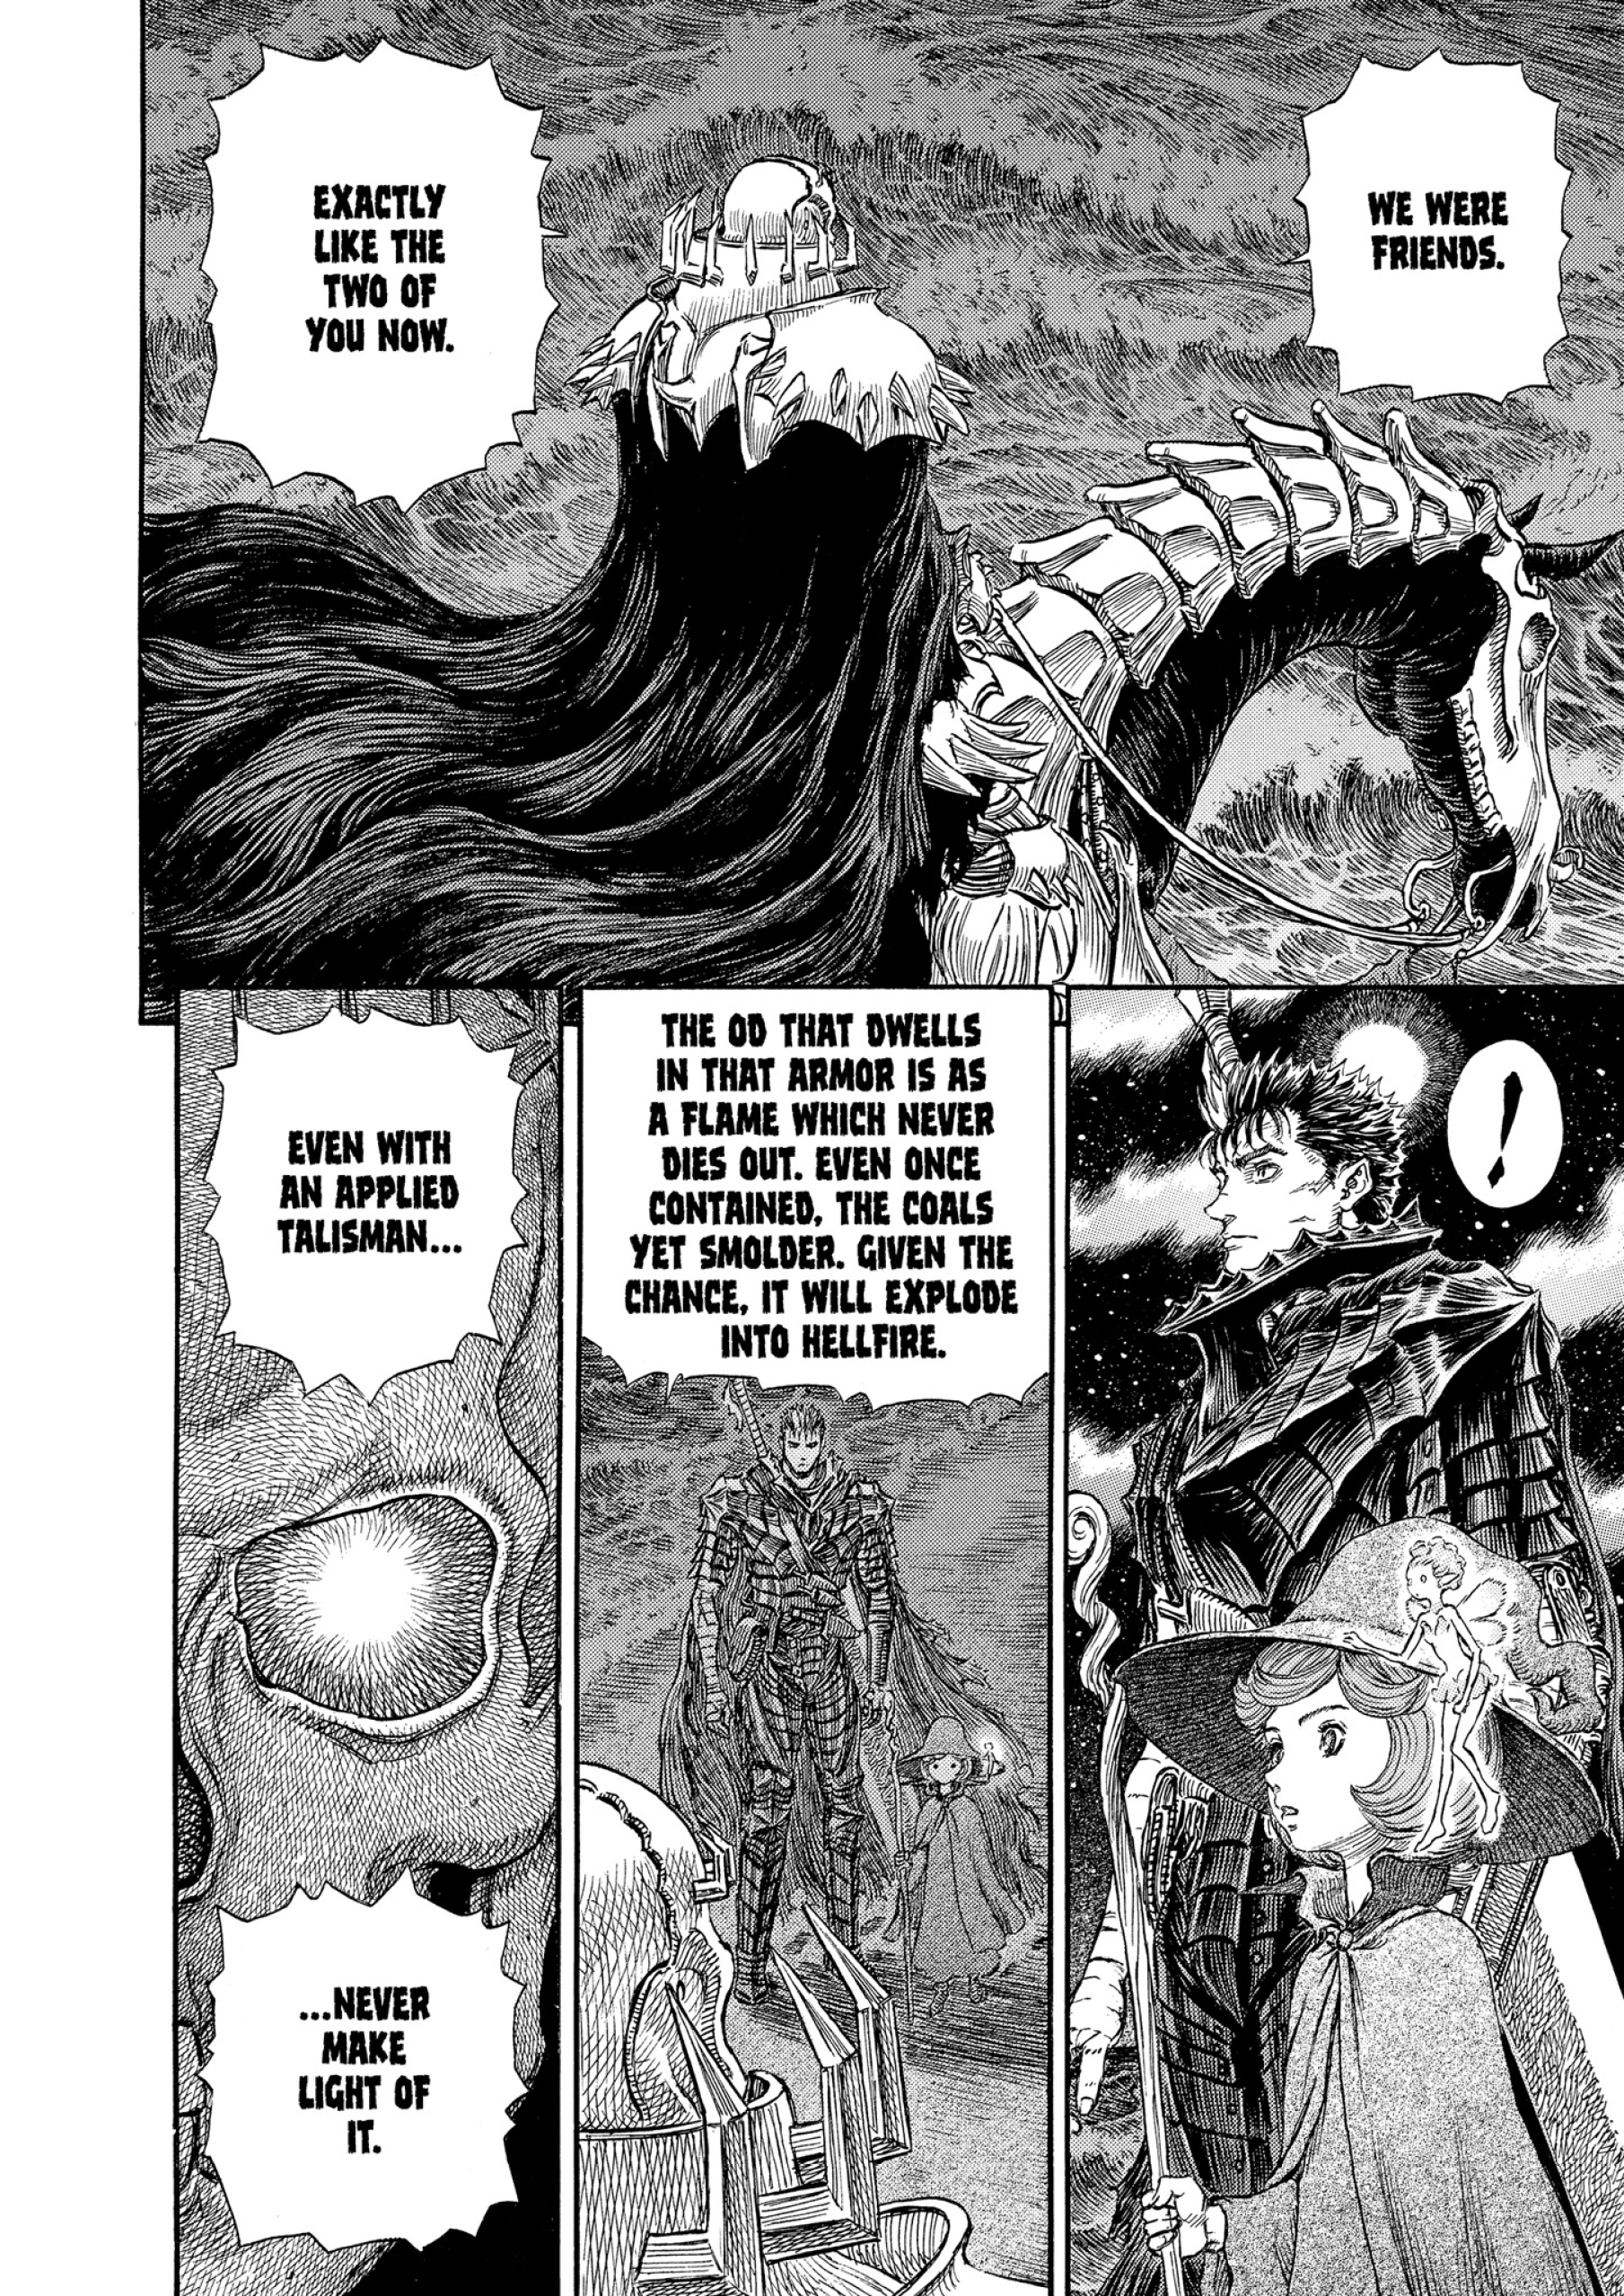 WE WERE
FRIENDS.
EXACTLY
LIKE THE
TWO OF
YOU NOW.
!
THE OD THAT DWELLS
IN THAT ARMOR IS AS
A FLAME WHICH NEVER
DIES OUT. EVEN ONCE
CONTAINED, THE COALS
YET SMOLDER. GIVEN THE
CHANCE, IT WILL EXPLODE
INTO HELLFIRE.
EVEN WITH
AN APPLIED
TALISMAN...
...NEVER
MAKE
LIGHT OF
IT.